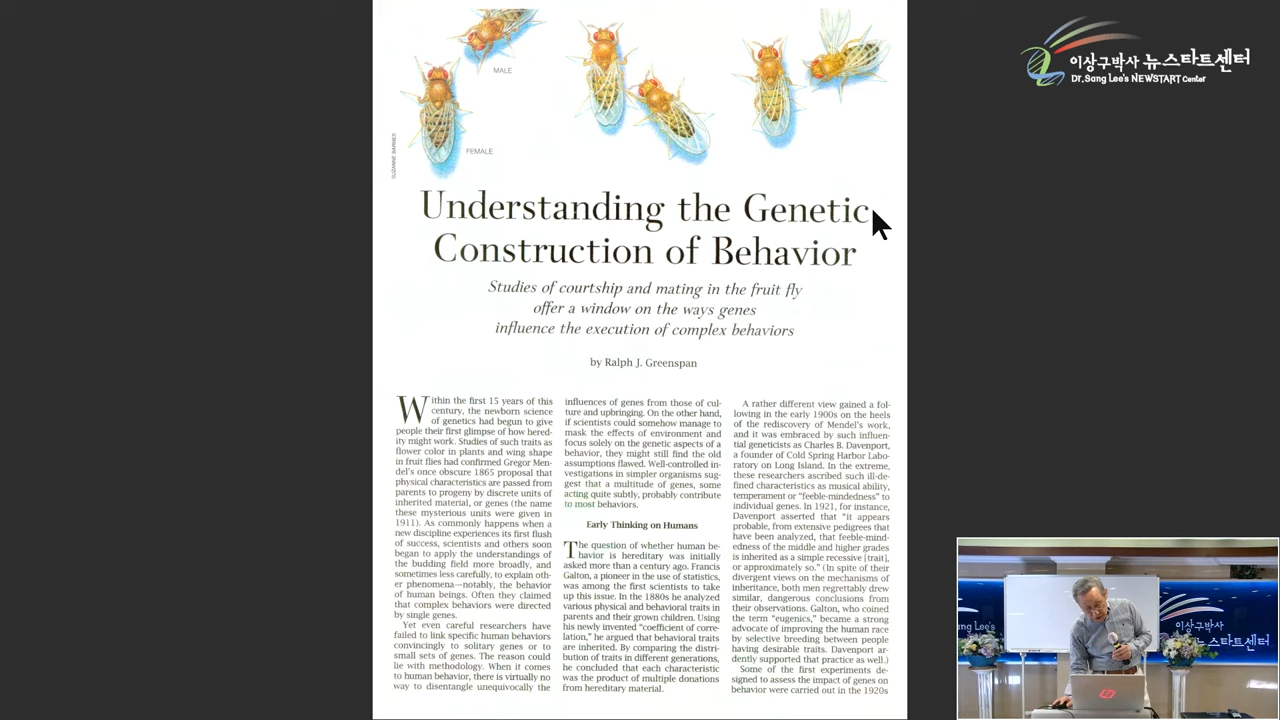 MALE
FEMALE
SUZANNE BARNES
Understanding the Genetic
Construction of Behavior
Studies of courtship and mating in the fruit fly
offer a window on the ways genes
influence the execution of complex behaviors
by Ralph J. Greenspan
Within the first 15 years of this
century, the newborn science
of genetics had begun to give
people their first glimpse of how hered-
ity might work. Studies of such traits as
flower color in plants and wing shape
in fruit flies had confirmed Gregor Men-
del's once obscure 1865 proposal that
physical characteristics are passed from
parents to progeny by discrete units of
inherited material, or genes (the name
these mysterious units were given in
1911). As commonly happens when a
new discipline experiences its first flush
of success, scientists and others soon
began to apply the understandings of
the budding field more broadly, and
sometimes less carefully, to explain oth-
er phenomena—notably, the behavior
of human beings. Often they claimed
that complex behaviors were directed
by single genes.
Yet even careful researchers have
failed to link specific human behaviors
convincingly to solitary genes or to
small sets of genes. The reason could
lie with methodology. When it comes
to human behavior, there is virtually no
way to disentangle unequivocally the
influences of genes from those of cul-
ture and upbringing. On the other hand,
if scientists could somehow manage to
mask the effects of environment and
focus solely on the genetic aspects of a
behavior, they might still find the old
assumptions flawed. Well-controlled in-
vestigations in simpler organisms sug-
gest that a multitude of genes, some
acting quite subtly, probably contribute
to most behaviors.
Early Thinking on Humans
The question of whether human be-
havior is hereditary was initially
asked more than a century ago. Francis
Galton, a pioneer in the use of statistics,
was among the first scientists to take
up this issue. In the 1880s he analyzed
various physical and behavioral traits in
parents and their grown children. Using
his newly invented "coefficient of corre-
lation," he argued that behavioral traits
are inherited. By comparing the distri-
bution of traits in different generations,
he concluded that each characteristic
was the product of multiple donations
from hereditary material.
A rather different view gained a fol-
lowing in the early 1900s on the heels
of the rediscovery of Mendel's work,
and it was embraced by such influen-
tial geneticists as Charles B. Davenport,
a founder of Cold Spring Harbor Labo-
ratory on Long Island. In the extreme,
these researchers ascribed such ill-de-
fined characteristics as musical ability,
temperament or "feeble-mindedness" to
individual genes. In 1921, for instance,
Davenport asserted that "it appears
probable, from extensive pedigrees that
have been analyzed, that feeble-mind-
edness of the middle and higher grades
is inherited as a simple recessive [trait],
or approximately so." (In spite of their
divergent views on the mechanisms of
inheritance, both men regrettably drew
similar, dangerous conclusions from
their observations. Galton, who coined
the term "eugenics," became a strong
advocate of improving the human race
by selective breeding between people
having desirable traits. Davenport ar-
dently supported that practice as well.)
Some of the first experiments de-
signed to assess the impact of genes on
behavior were carried out in the 1920s
이상구박사 뉴스타트센터
Dr. Sang Lee's NEWSTART Center
이상구박사
뉴스타트센터